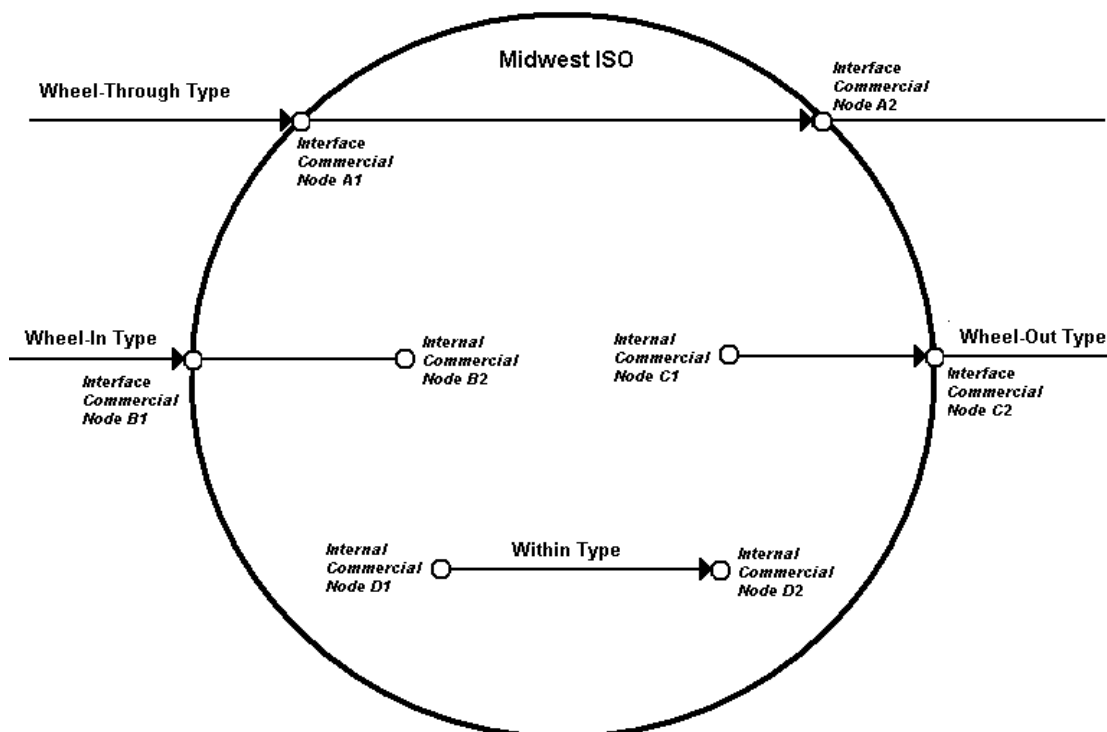 Midwest ISO
Wheel-Through Type
Interface
Commercial
Node A2
Interface
Commercial
Node A1
Wheel-In Type
Interface
Commercial
Node B1
Internal
Commercial
Node B2
Internal
Commercial
Node C1
Wheel-Out Type
Interface
Commercial
Node C2
Within Type
Internal
Commercial
Node D1
Internal
Commercial
Node D2